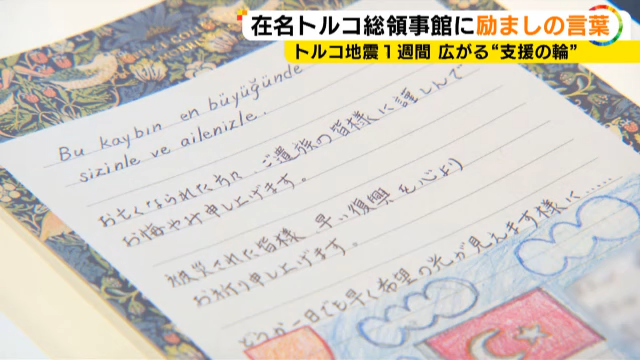 在名トルコ総領事館に励ましの言葉
トルコ地震1週間 広がる“支援の輪”
Bu kaybın en büyüğünde
sizinle ve ailenizle..
お亡くなられた方々、ご遺族の皆様に謹んで
お悔やみ申し上げます。
被災された皆様、早い復興を心より
お祈り申し上げます。
どうか一日でも早く希望の光が見えます様に……